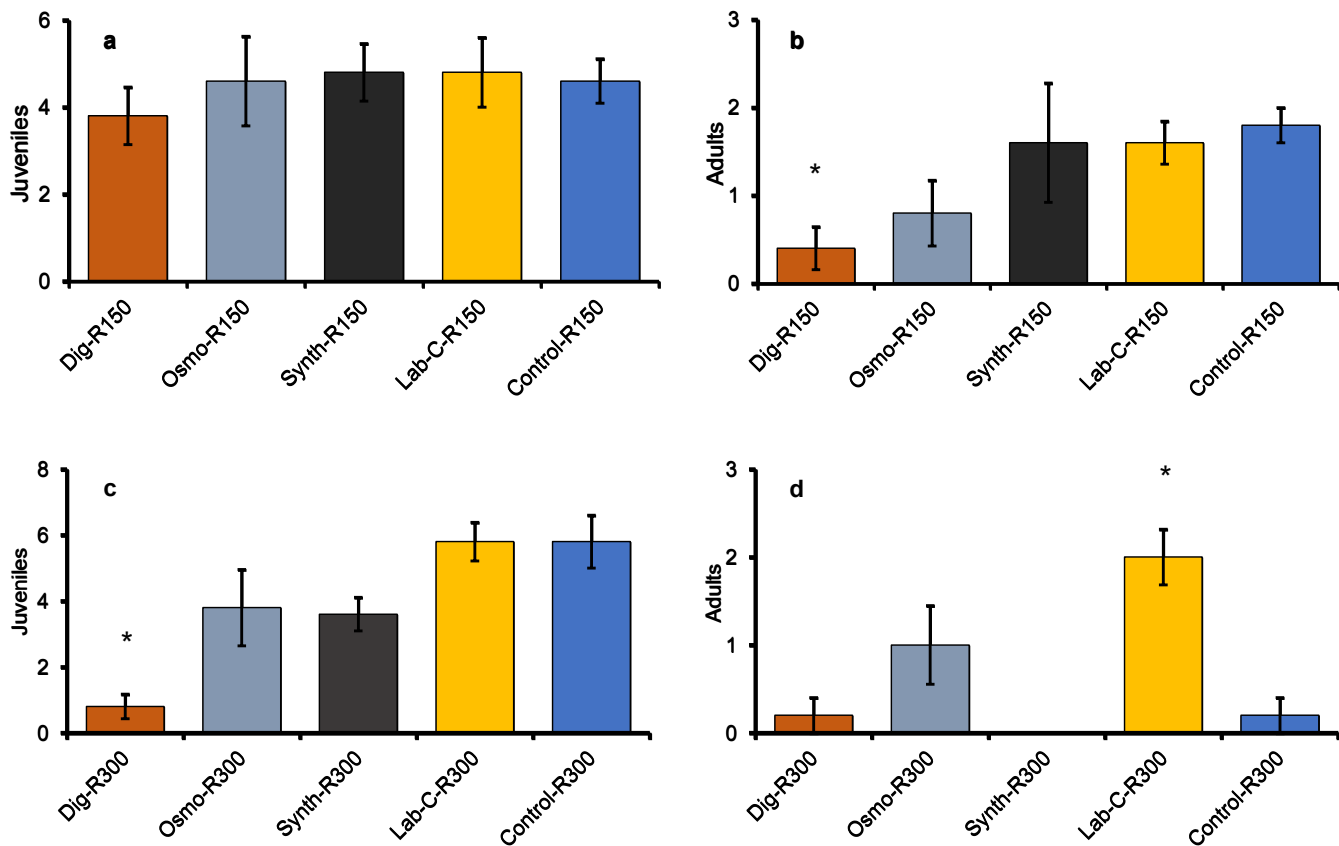 a
Juveniles
6
4
2
0
Dig-R150
Osmo-R150
Synth-R150
Lab-C-R150
Control-R150
b
Adults
3
2
1
0
*
Dig-R150
Osmo-R150
Synth-R150
Lab-C-R150
Control-R150
c
Juveniles
8
6
4
2
0
*
Dig-R300
Osmo-R300
Synth-R300
Lab-C-R300
Control-R300
d
Adults
3
2
1
0
*
Dig-R300
Osmo-R300
Synth-R300
Lab-C-R300
Control-R300